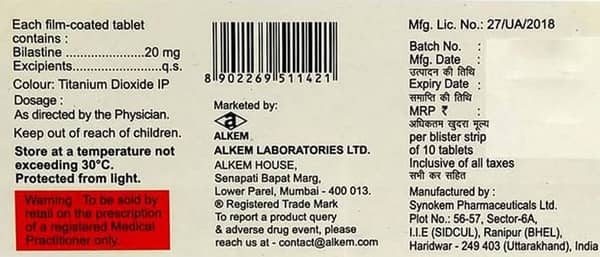 Each film-coated tablet
contains :
Bilastine.....................20 mg
Excipients......................q.s.
Colour: Titanium Dioxide IP
Dosage :
As directed by the Physician.
Keep out of reach of children.
Store at a temperature not
exceeding 30°C.
Protected from light.
Warning : To be sold by
retail on the prescription
of a registered Medical
Practitioner only.
8 902269 511421
Marketed by:
ALKEM
ALKEM LABORATORIES LTD.
ALKEM HOUSE,
Senapati Bapat Marg,
Lower Parel, Mumbai - 400 013.
® Registered Trade Mark
To report a product query
& adverse drug event, please
reach us at - contact@alkem.com
Mfg. Lic. No.: 27/UA/2018
Batch No. :
Mfg. Date :
उत्पादन की तिथि
Expiry Date :
समाप्ति की तिथि
MRP ₹ :
अधिकतम खुदरा मूल्य
per blister strip
of 10 tablets
Inclusive of all taxes
सभी कर सहित
Manufactured by :
Synokem Pharmaceuticals Ltd.
Plot No.: 56-57, Sector-6A,
I.I.E (SIDCUL), Ranipur (BHEL),
Haridwar - 249 403 (Uttarakhand), India